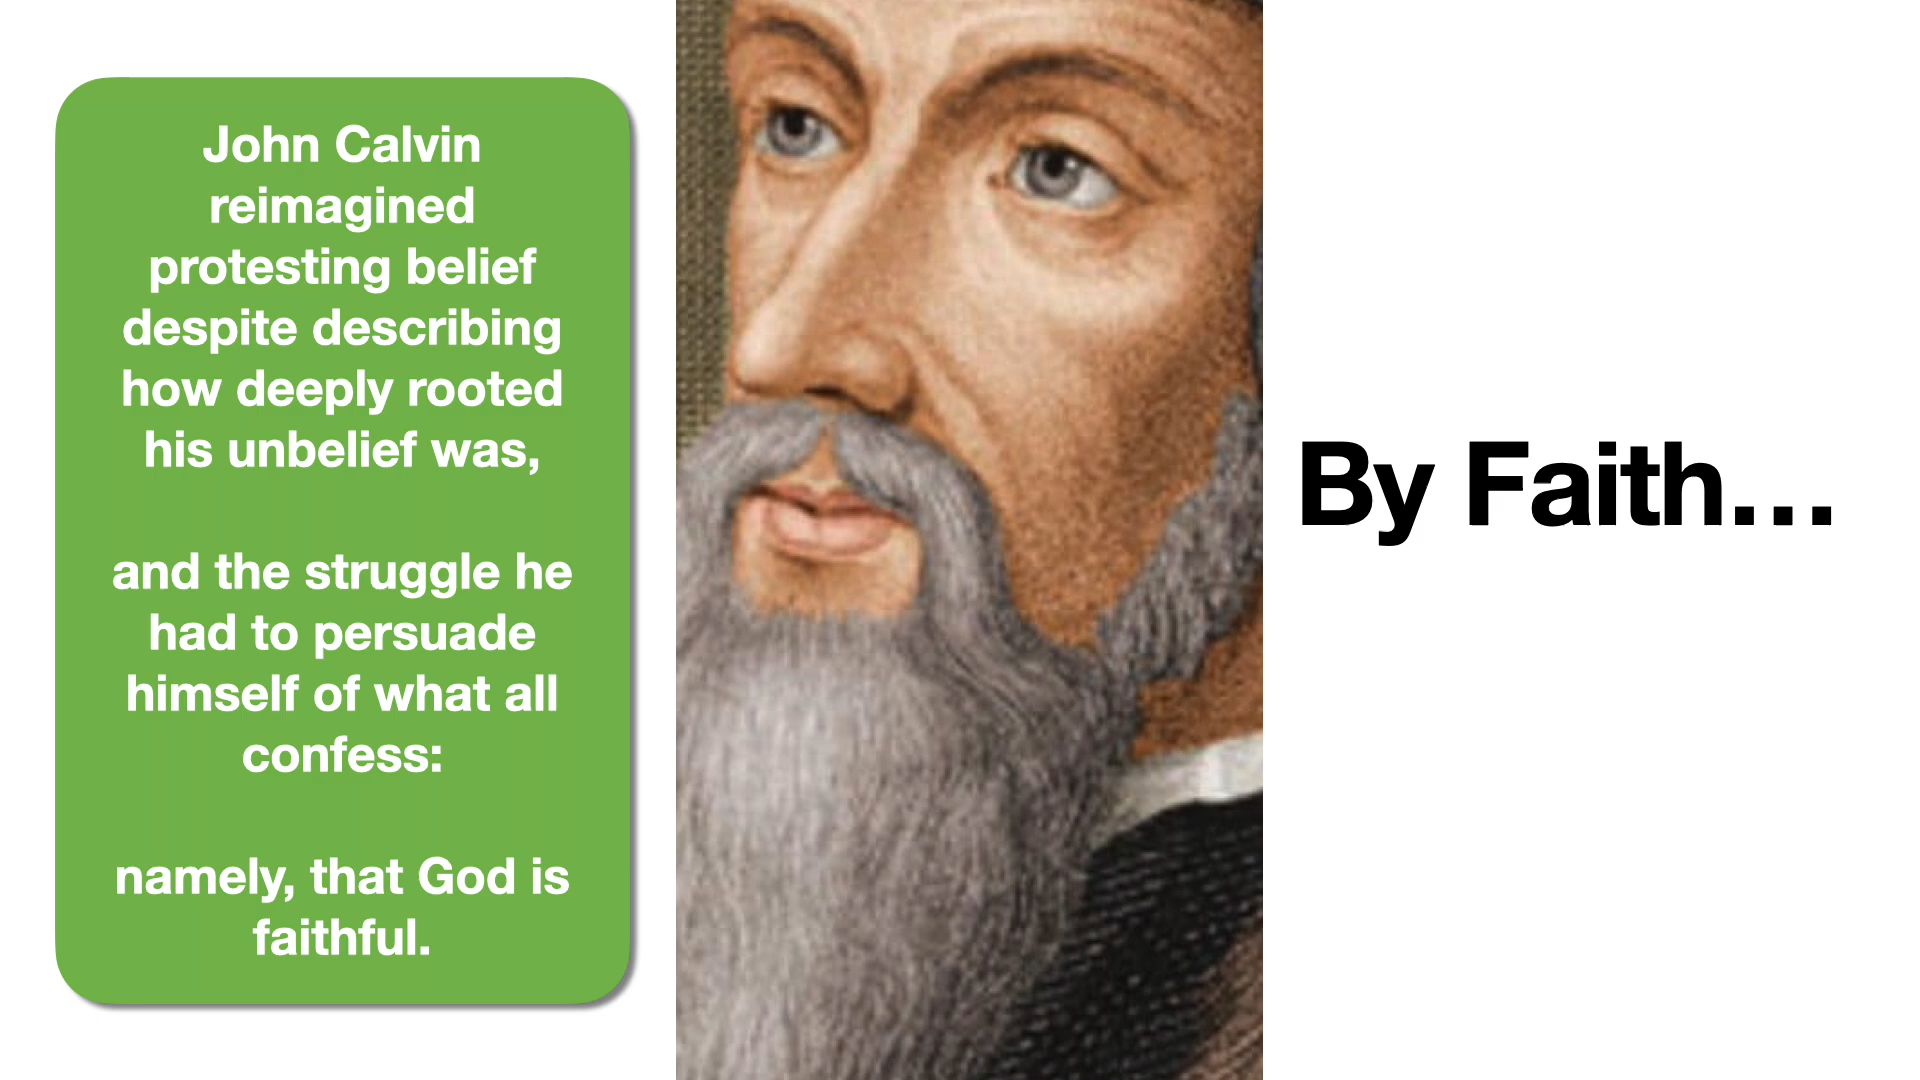 John Calvin
reimagined
protesting belief
despite describing
how deeply rooted
his unbelief was,
and the struggle he
had to persuade
himself of what all
confess:
namely, that God is
faithful.
By Faith…